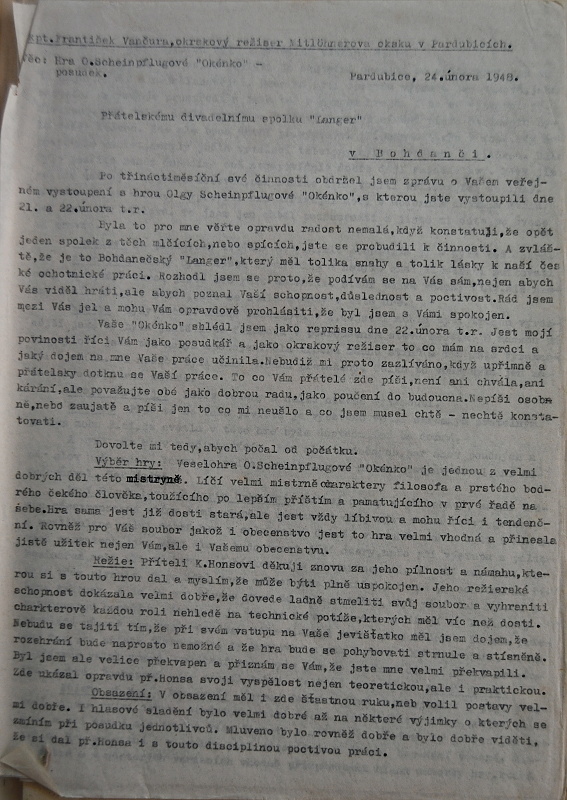 kpt.František Vančura,okrskový režiser Mitlöhnerova okrsku v Pardubicích.
Věc: Hra O.Scheinpflugové "Okénko" -
posudek.
Pardubice, 24.února 1948.
Přátelskému divadelnímu spolku "Langer"
v Bohdanči.
Po třináctiměsíční své činnosti obdržel jsem zprávu o Vašem veřej-
ném vystoupení s hrou Olgy Scheinpflugové "Okénko",s kterou jste vystoupili dne
21. a 22.února t.r.
Byla to pro mne věřte opravdu radost nemalá,když konstatuji,že opět
jeden spolek z těch mlčících,nebo spících,jste se probudili k činnosti. A zvláš-
tě,že je to Bohdanečský "Langer",který měl tolika snahy a tolik lásky k naší čes
ké ochotnické práci. Rozhodl jsem se proto,že podívám se na Vás sám,nejen abych
Vás viděl hráti,ale abych poznal Vaší schopnost,důslednost a poctivost.Rád jsem
mezi Vás jel a mohu Vám opravdově prohlásiti,že byl jsem s Vámi spokojen.
Vaše "Okénko" shlédl jsem jako reprissu dne 22.února t.r. Jest mojí
povinosti říci Vám jako posudkář a jako okrskový režiser to co mám na srdci a
jaký dojem na mne Vaše práce učinila.Nebudiž mi proto zazlíváno,když upřimně a
přátelsky dotknu se Vaší práce. To co Vám přátelé zde píši,není ani chvála,ani
kárání,ale považujte obé jako dobrou radu,jako poučení do budoucna.Nepíši osobn
ně,nebo zaujatě a píši jen to co mi neušlo a co jsem musel chtě - nechtě konsta-
tovati.
Dovolte mi tedy,abych počal od počátku.
Výběr hry: Veselohra O.Scheinpflugové "Okénko" je jednou z velmi
dobrých děl této mistryně. Líčí velmi mistrně charaktery filosofa a prstého bod-
rého čekého člověka,toužícího po lepším příštím a pamatujícího v prvé řadě na
sebe.Hra sama jest již dosti stará,ale jest vždy líbivou a mohu říci i tendenč-
ní. Rovněž pro Váš soubor jakož i obecenstvo jest to hra velmi vhodná a přinesla
jistě užitek nejen Vám,ale i Vašemu obecenstvu.
Režie: Příteli K.Honsovi děkuji znovu za jeho pilnost a námahu,kte-
rou si s touto hrou dal a myslím,že může býti plně uspokojen. Jeho režiserská
schopnost dokázala velmi dobře,že dovede ladně stmeliti svůj soubor a vyhraniti
charkterově každou roli nehledě na technické potíže,kterých měl víc než dosti.
Nebudu se tajiti tím,že při svém vstupu na Vaše jevišťátko měl jsem dojem,že
rozehrání bude naprosto nemožné a že hra bude se pohybovati strnule a stísněně.
Byl jsem ale velice překvapen a přiznám se Vám,že jste mne velmi překvapili.
Zde ukázal opravdu př.Honsa svoji vyspělost nejen teoretickou,ale i praktickou.
Obsazení: V obsazení měl i zde šťastnou ruku,neb volil postavy vel-
mi dobře. I hlasové sladění bylo velmi dobré až na některé výjimky o kterých se
zmíním při posudku jednotlivců. Mluveno bylo rovněž dobře a bylo dobře viděti,
že si dal př.Honsa i s touto disciplinou poctivou práci.